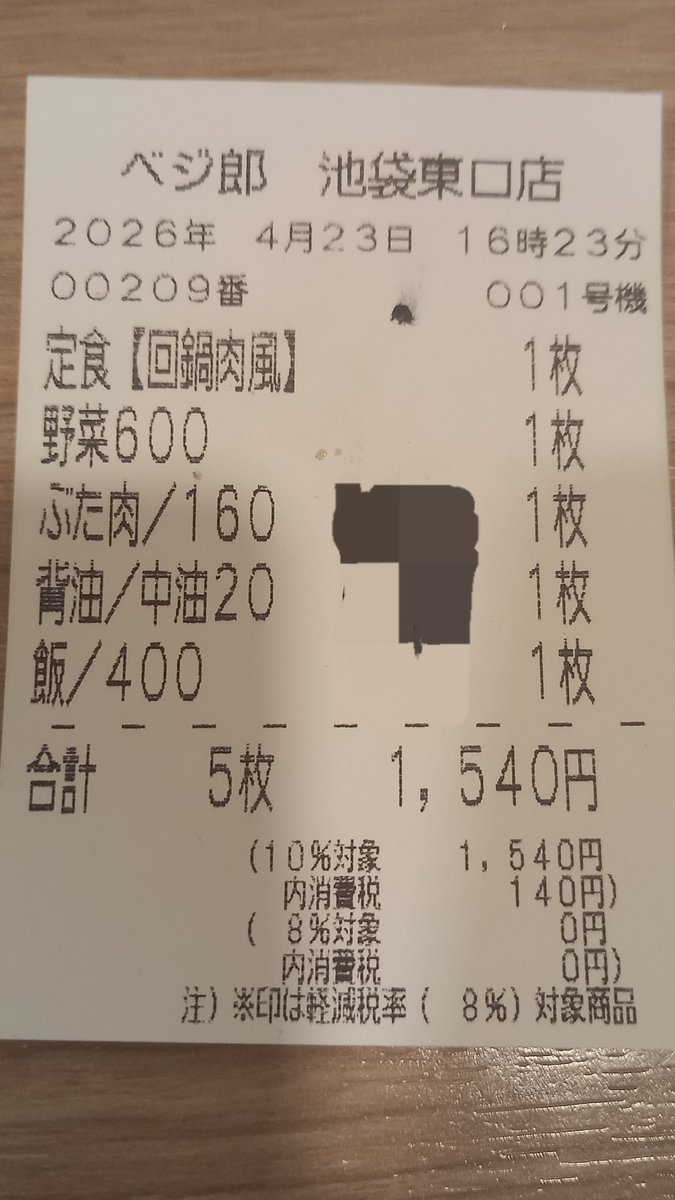 ベジ郎　池袋東口店
2026年　4月23日　16時23分
00209番　001号機
定食【回鍋肉風】　1枚
野菜600　1枚
ぶた肉/160　1枚
背油/中油20　1枚
飯/400　1枚
合計　5枚　1,540円
(10%対象　1,540円
内消費税　140円)
(　8%対象　0円
内消費税　0円)
注)※印は軽減税率(　8%)対象商品